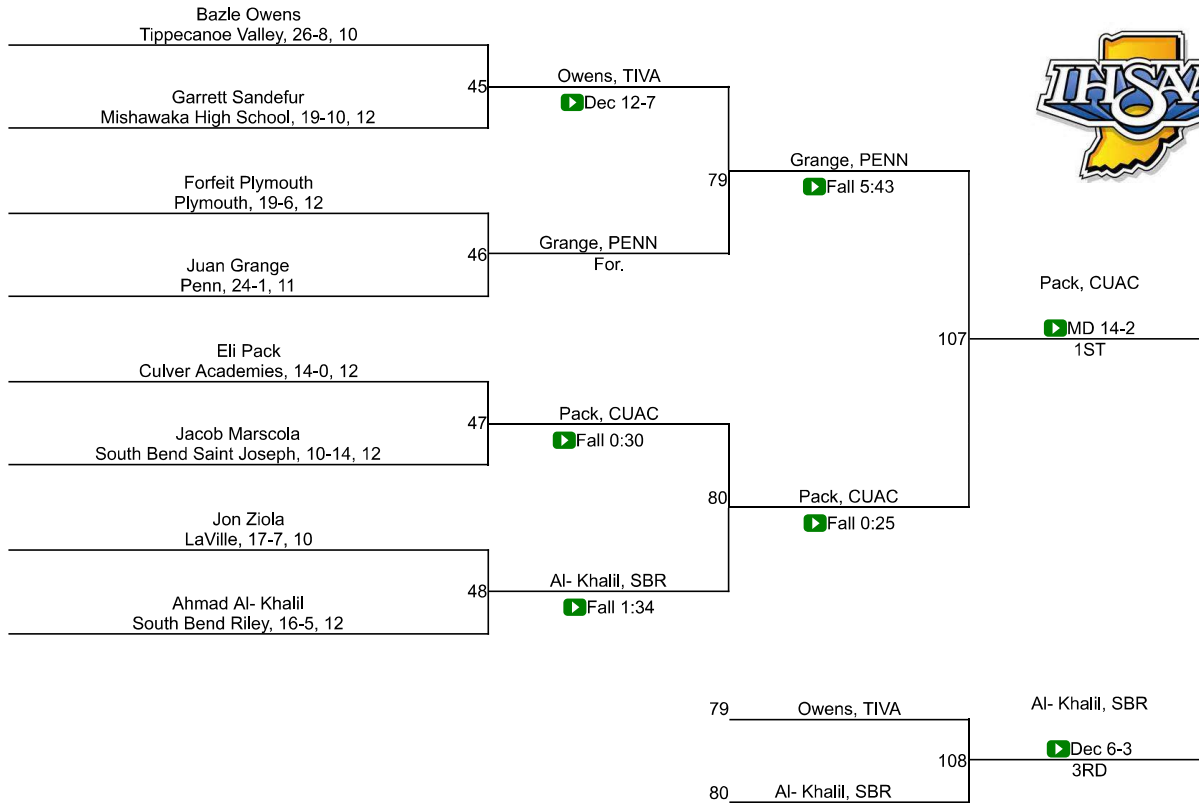 Bazle Owens
Tippecanoe Valley, 26-8, 10
45
Owens, TIVA
Dec 12-7
Garrett Sandefur
Mishawaka High School, 19-10, 12
IHSAA
79
Grange, PENN
Fall 5:43
Forfeit Plymouth
Plymouth, 19-6, 12
46
Grange, PENN
For.
Juan Grange
Penn, 24-1, 11
107
Pack, CUAC
MD 14-2
1ST
Eli Pack
Culver Academies, 14-0, 12
47
Pack, CUAC
Fall 0:30
Jacob Marscola
South Bend Saint Joseph, 10-14, 12
80
Pack, CUAC
Fall 0:25
Jon Ziola
LaVille, 17-7, 10
48
Al- Khalil, SBR
Fall 1:34
Ahmad Al- Khalil
South Bend Riley, 16-5, 12
79
Owens, TIVA
108
Al- Khalil, SBR
Dec 6-3
3RD
80
Al- Khalil, SBR